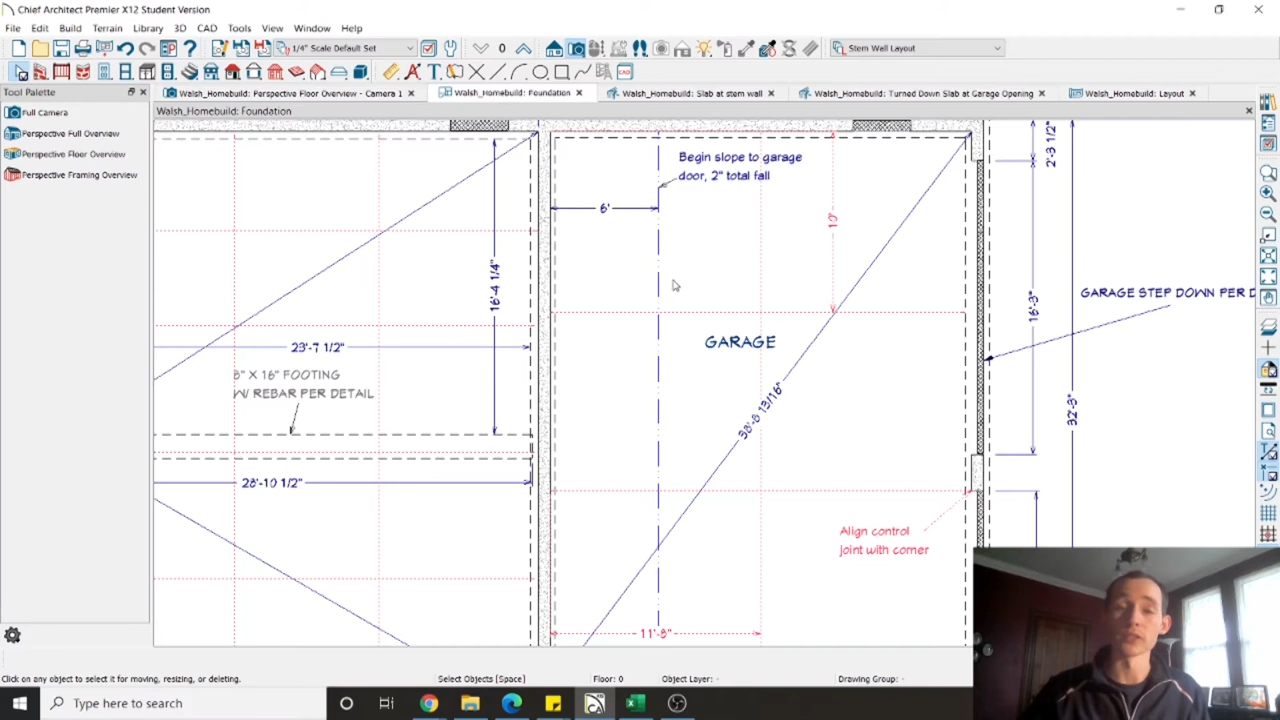 Chief Architect Premier X12 Student Version
File Edit Build Terrain Library 3D CAD Tools View Window Help
1/4" Scale Default Set
0
Stem Wall Layout
Tool Palette
Walsh_Homebuild: Perspective Floor Overview - Camera 1
Walsh_Homebuild: Foundation
Walsh_Homebuild: Slab at stem wall
Walsh_Homebuild: Turned Down Slab at Garage Opening
Walsh_Homebuild: Layout
Walsh_Homebuild: Foundation
Full Camera
Perspective Full Overview
Perspective Floor Overview
Perspective Framing Overview
Begin slope to garage
door, 2" total fall
6'
10'
2'-3 1/2"
16'-4 1/4"
16'-3"
GARAGE STEP DOWN PER D
GARAGE
23'-7 1/2"
8" X 16" FOOTING
W/ REBAR PER DETAIL
38'-8 13/16"
32'-3"
28'-10 1/2"
Align control
joint with corner
11'-8"
Click on any object to select it for moving, resizing, or deleting.
Select Objects [Space]
Floor: 0
Object Layer: -
Drawing Group: -
Type here to search